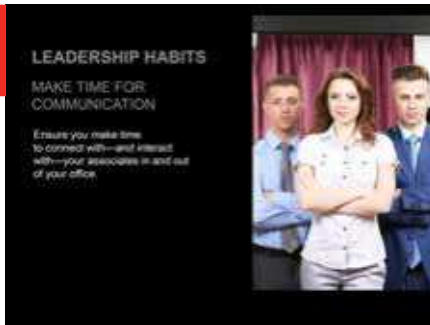 LEADERSHIP HABITS
MAKE TIME FOR
COMMUNICATION
Ensure you make time
to connect with—and interact
with—your associates in and out
of your office.